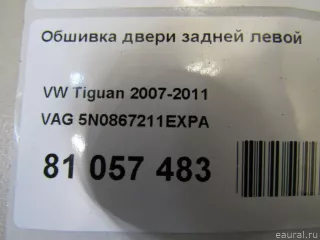 Обшивка двери задней левой
VW Tiguan 2007-2011
VAG 5N0867211EXPA
81 057 483
eaural.ru